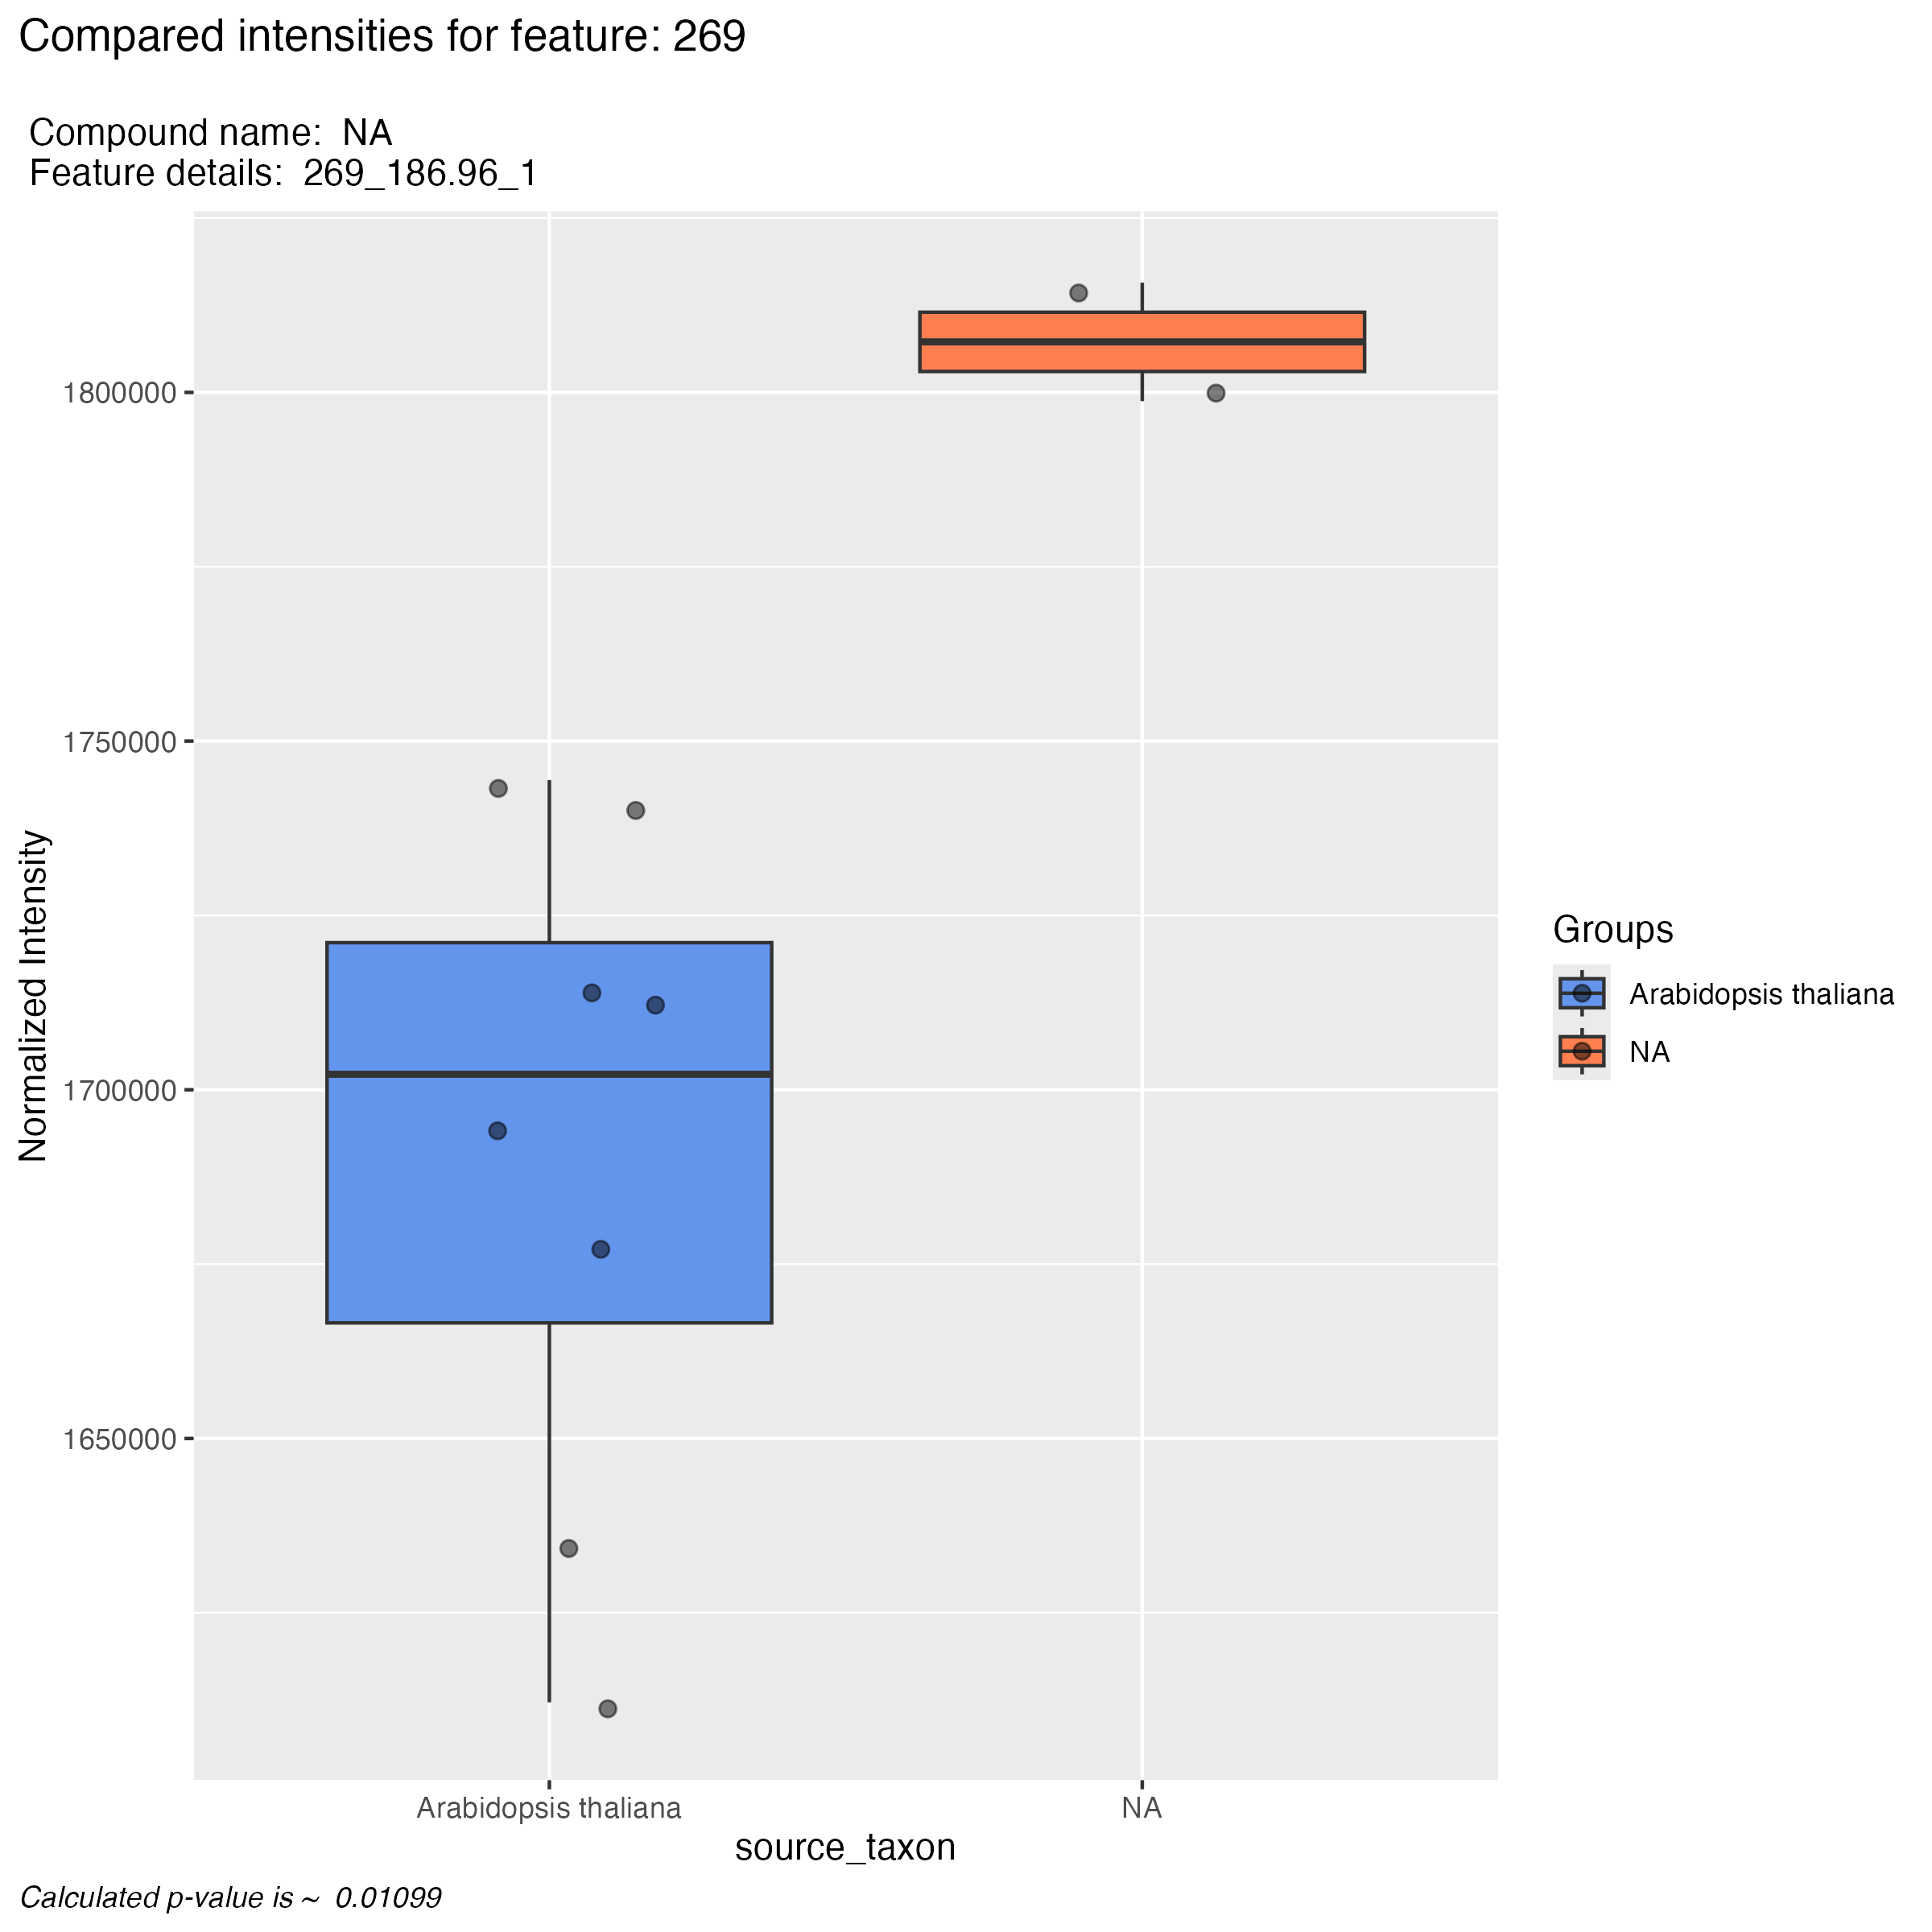 Compared intensities for feature: 269
Compound name: NA
Feature details: 269_186.96_1
Normalized Intensity
1800000
1750000
1700000
1650000
Arabidopsis thaliana
NA
source_taxon
Groups
Arabidopsis thaliana
NA
Calculated p-value is ~ 0.01099